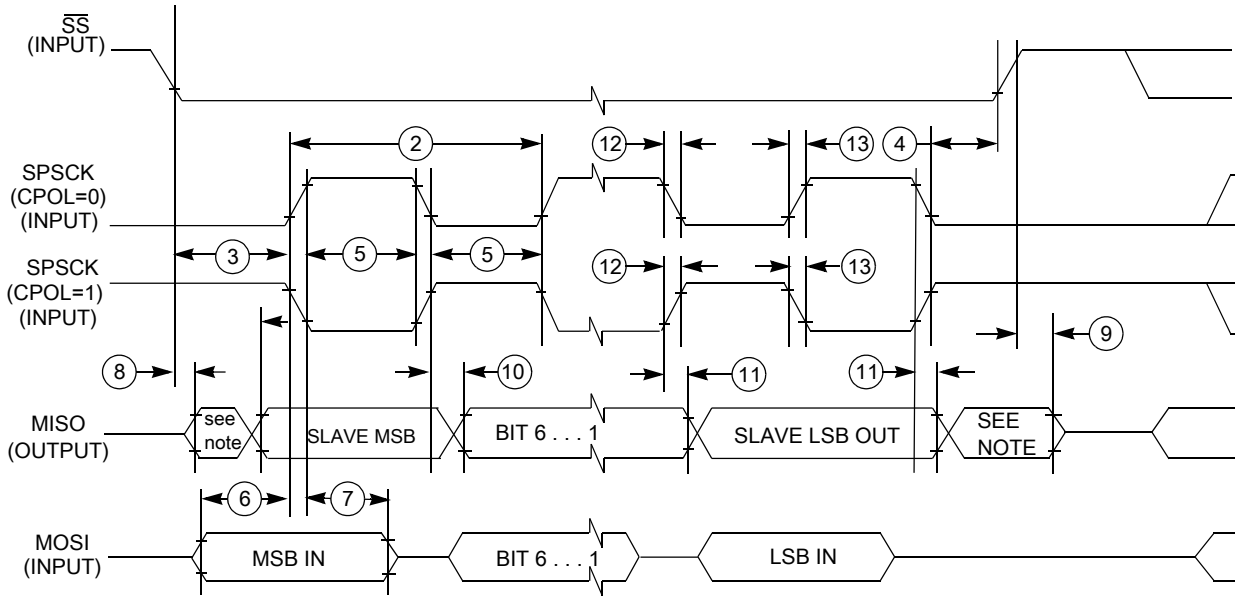 SS
(INPUT)
2
12
13
4
SPSCK
(CPOL=0)
(INPUT)
3
5
5
SPSCK
(CPOL=1)
(INPUT)
12
13
8
10
11
11
9
MISO
(OUTPUT)
see
note
SLAVE MSB
BIT 6 . . . 1
SLAVE LSB OUT
SEE
NOTE
6
7
MOSI
(INPUT)
MSB IN
BIT 6 . . . 1
LSB IN